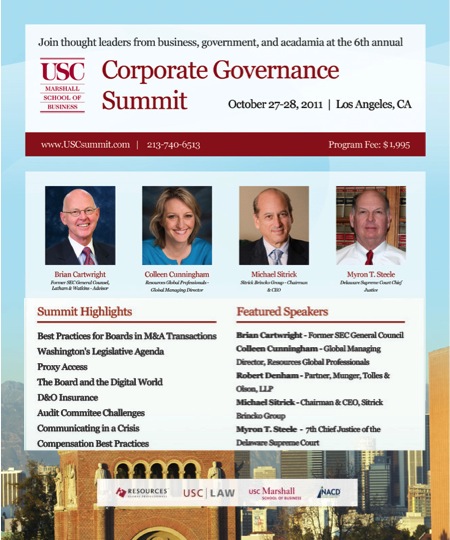 Join thought leaders from business, government, and acadamia at the 6th annual
USC
MARSHALL
SCHOOL OF
BUSINESS
Corporate Governance
Summit
October 27-28, 2011 | Los Angeles, CA
www.USCsummit.com | 213-740-6513
Program Fee: $1,995
Brian Cartwright
Former SEC General Counsel,
Latham & Watkins - Advisor
Colleen Cunningham
Resources Global Professionals -
Global Managing Director
Michael Sitrick
Sitrick Brincko Group - Chairman
& CEO
Myron T. Steele
Delaware Supreme Court Chief
Justice
Summit Highlights
Best Practices for Boards in M&A Transactions
Washington's Legislative Agenda
Proxy Access
The Board and the Digital World
D&O Insurance
Audit Commitee Challenges
Communicating in a Crisis
Compensation Best Practices
Featured Speakers
Brian Cartwright - Former SEC General Council
Colleen Cunningham - Global Managing
Director, Resources Global Professionals
Robert Denham - Partner, Munger, Tolles &
Olson, LLP
Michael Sitrick - Chairman & CEO, Sitrick
Brincko Group
Myron T. Steele - 7th Chief Justice of the
Delaware Supreme Court
RESOURCES
GLOBAL PROFESSIONALS
USC | LAW
USC Marshall
SCHOOL OF BUSINESS
NACD